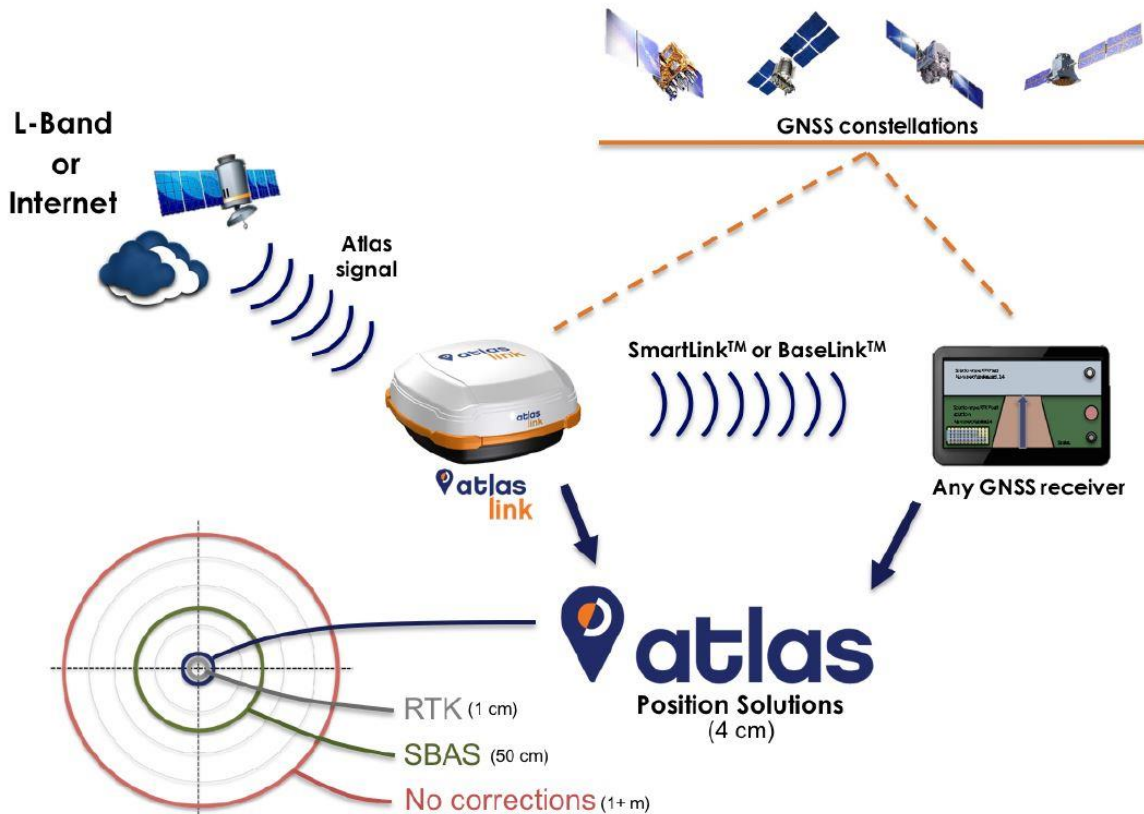 GNSS constellations
L-Band
or
Internet
Atlas
signal
SmartLink™ or BaseLink™
atlas
link
atlas
link
atlas
link
Any GNSS receiver
atlas
Position Solutions
(4 cm)
RTK (1 cm)
SBAS (50 cm)
No corrections (1+ m)